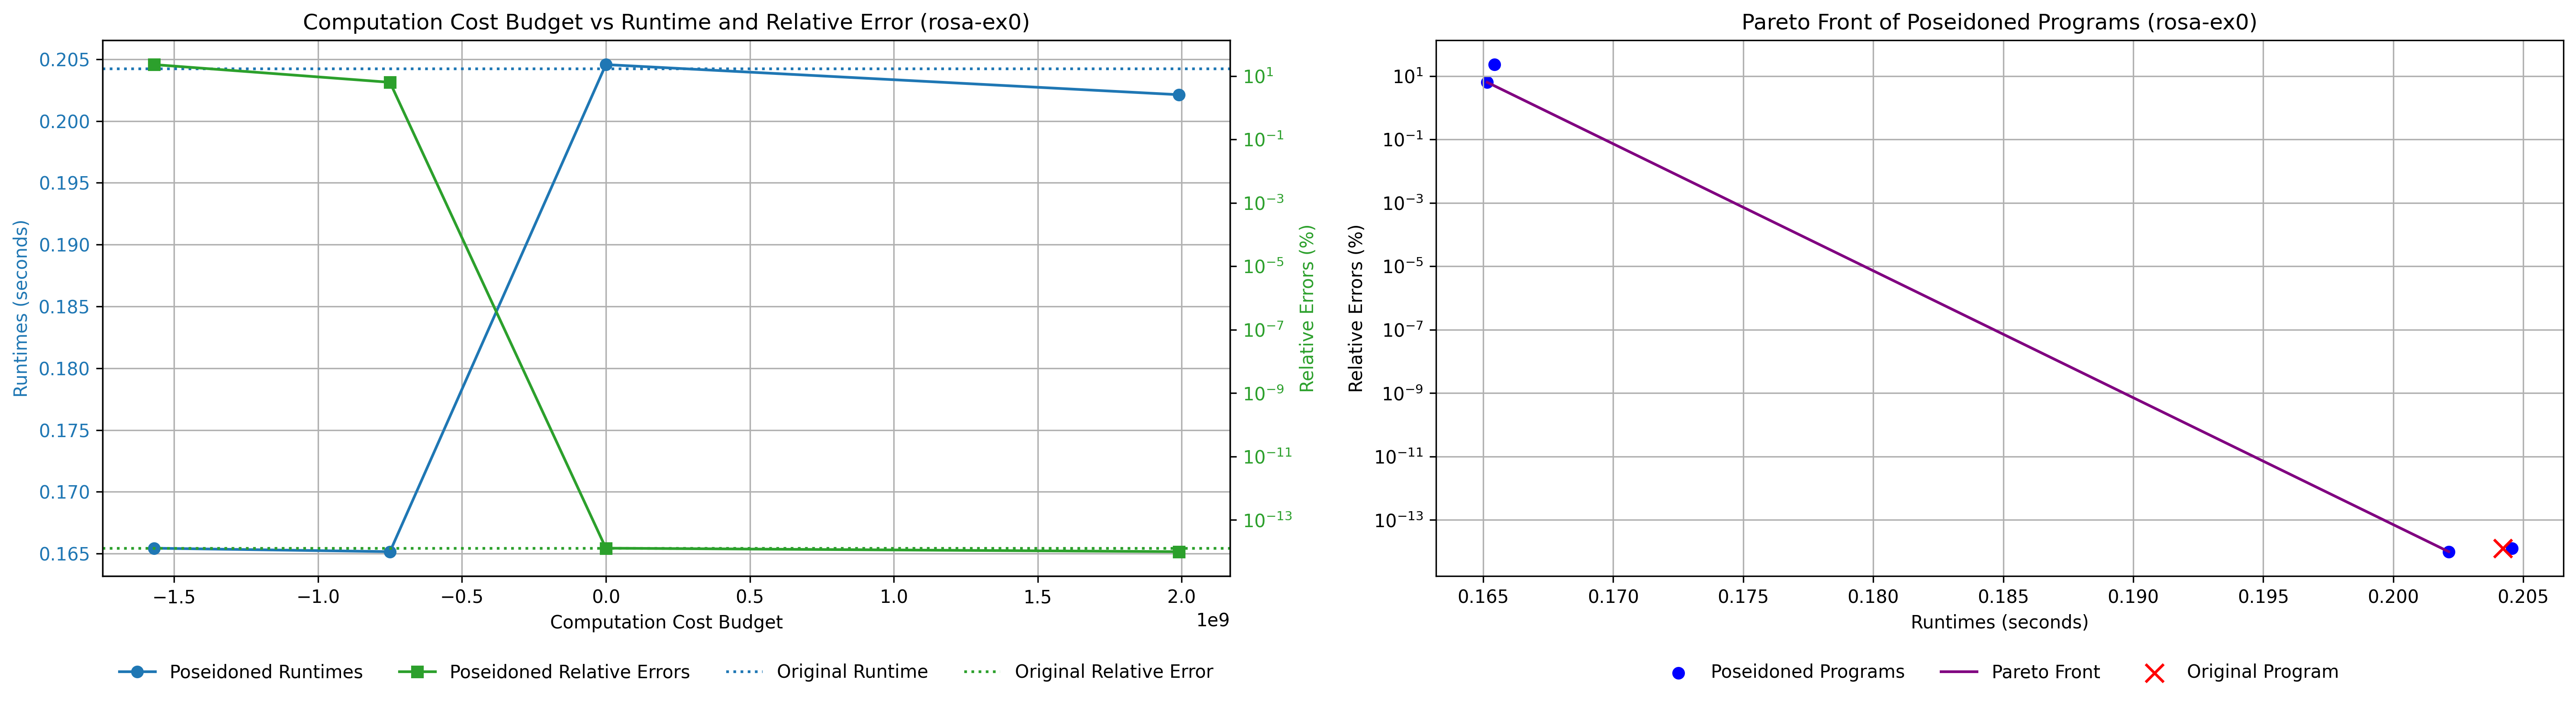 Computation Cost Budget vs Runtime and Relative Error (rosa-ex0)
0.205
0.200
0.195
0.190
0.185
0.180
0.175
0.170
0.165
Runtimes (seconds)
10¹
10⁻¹
10⁻³
10⁻⁵
10⁻⁷
10⁻⁹
10⁻¹¹
10⁻¹³
Relative Errors (%)
−1.5 −1.0 −0.5 0.0 0.5 1.0 1.5 2.0
1e9
Computation Cost Budget
Poseidoned Runtimes Poseidoned Relative Errors Original Runtime Original Relative Error
Pareto Front of Poseidoned Programs (rosa-ex0)
10¹
10⁻¹
10⁻³
10⁻⁵
10⁻⁷
10⁻⁹
10⁻¹¹
10⁻¹³
Relative Errors (%)
0.165 0.170 0.175 0.180 0.185 0.190 0.195 0.200 0.205
Runtimes (seconds)
Poseidoned Programs Pareto Front Original Program